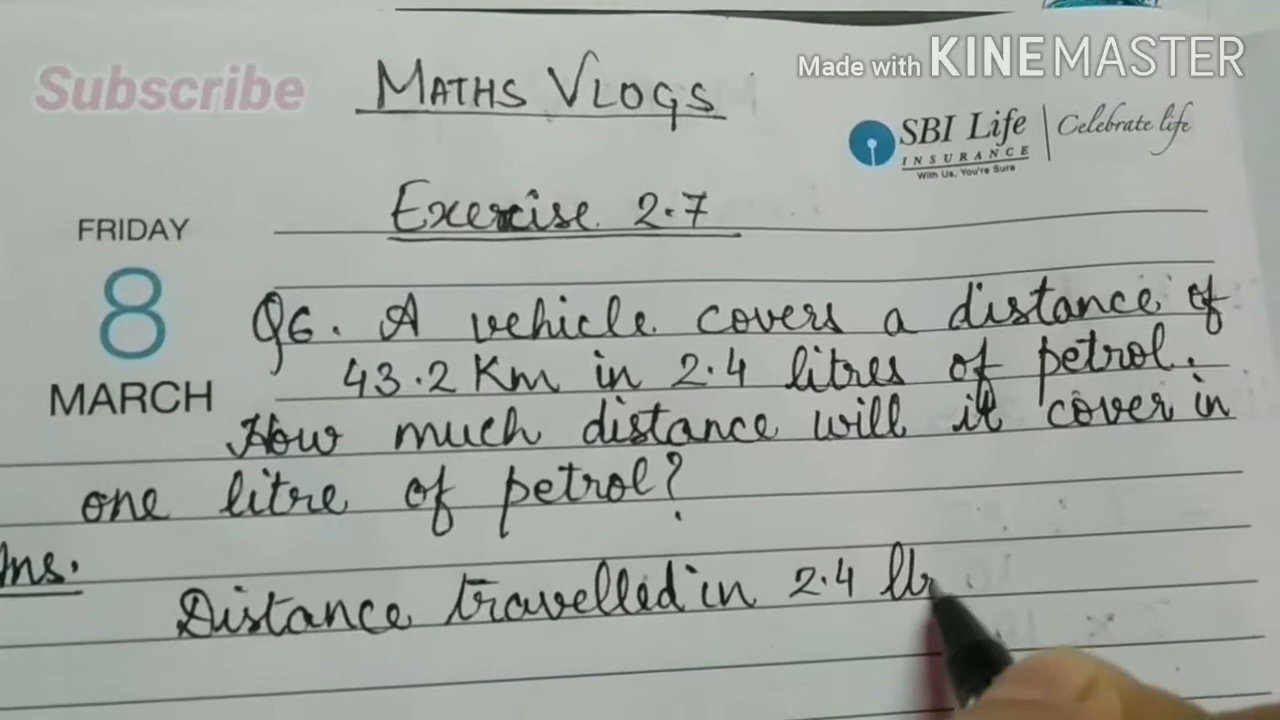 Subscribe
MATHS VLOGS
Made with KINEMASTER
SBI Life
INSURANCE
With Us, You're Sure
Celebrate life
Exercise 2.7
FRIDAY
8
MARCH
Q6. A vehicle covers a distance of
43.2 Km in 2.4 litres of petrol.
How much distance will it cover in
one litre of petrol?
Ans.
Distance travelled in 2.4